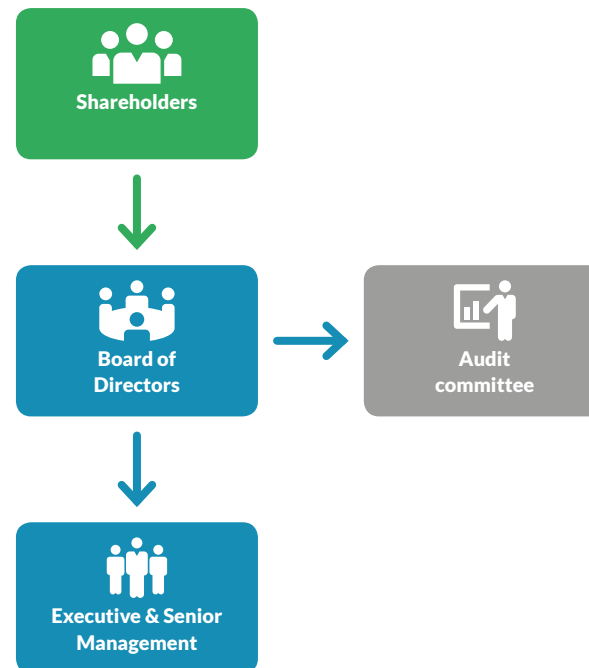 Shareholders
Board of
Directors
Audit
committee
Executive & Senior
Management